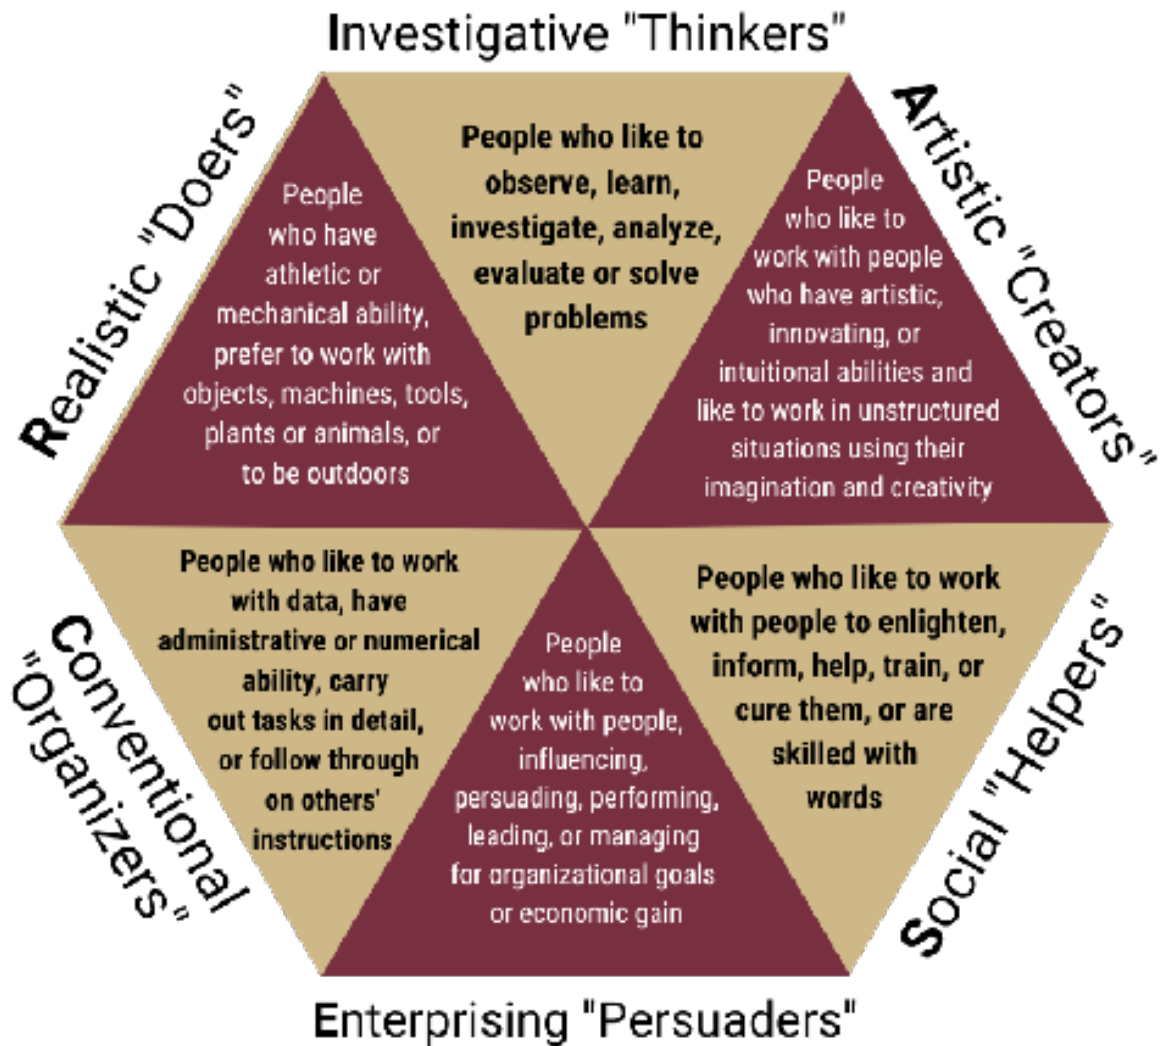 Investigative "Thinkers"
Realistic "Doers"
People
who have
athletic or
mechanical ability,
prefer to work with
objects, machines, tools,
plants or animals, or
to be outdoors
People who like to
observe, learn,
investigate, analyze,
evaluate or solve
problems
Artistic "Creators"
People
who like to
work with people
who have artistic,
innovating, or
intuitional abilities and
like to work in unstructured
situations using their
imagination and creativity
Conventional
"Organizers"
People who like to work
with data, have
administrative or numerical
ability, carry
out tasks in detail,
or follow through
on others'
instructions
People
who like to
work with people,
influencing,
persuading, performing,
leading, or managing
for organizational goals
or economic gain
People who like to work
with people to enlighten,
inform, help, train, or
cure them, or are
skilled with
words
Social "Helpers"
Enterprising "Persuaders"